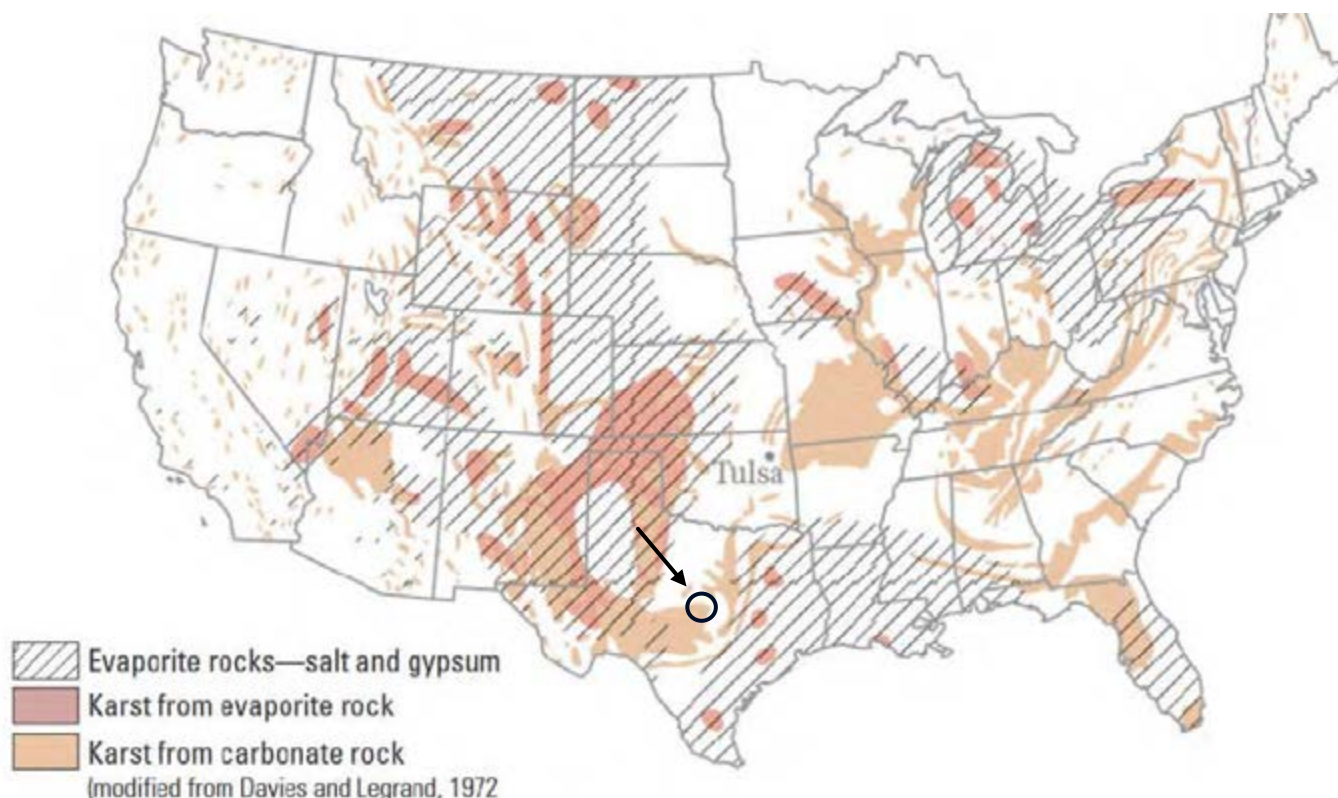 Tulsa
Evaporite rocks—salt and gypsum
Karst from evaporite rock
Karst from carbonate rock
(modified from Davies and Legrand, 1972